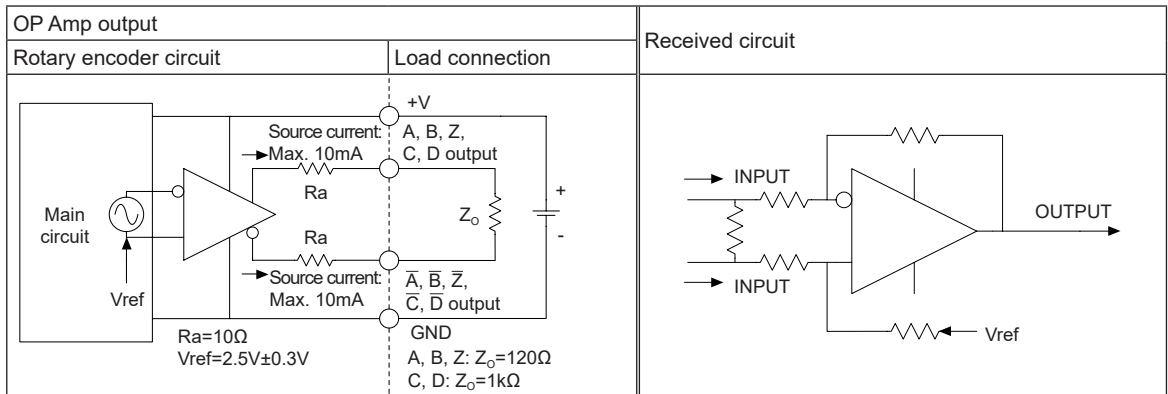 OP Amp output
Received circuit
Rotary encoder circuit
Load connection
+V
Source current:
Max. 10mA
A, B, Z,
C, D output
Ra
Main
circuit
Zo
+
-
Ra
Source current:
Max. 10mA
A̅, B̅, Z̅,
C̅, D̅ output
Vref
GND
Ra=10Ω
Vref=2.5V±0.3V
A, B, Z: Zo=120Ω
C, D: Zo=1kΩ
INPUT
OUTPUT
INPUT
Vref